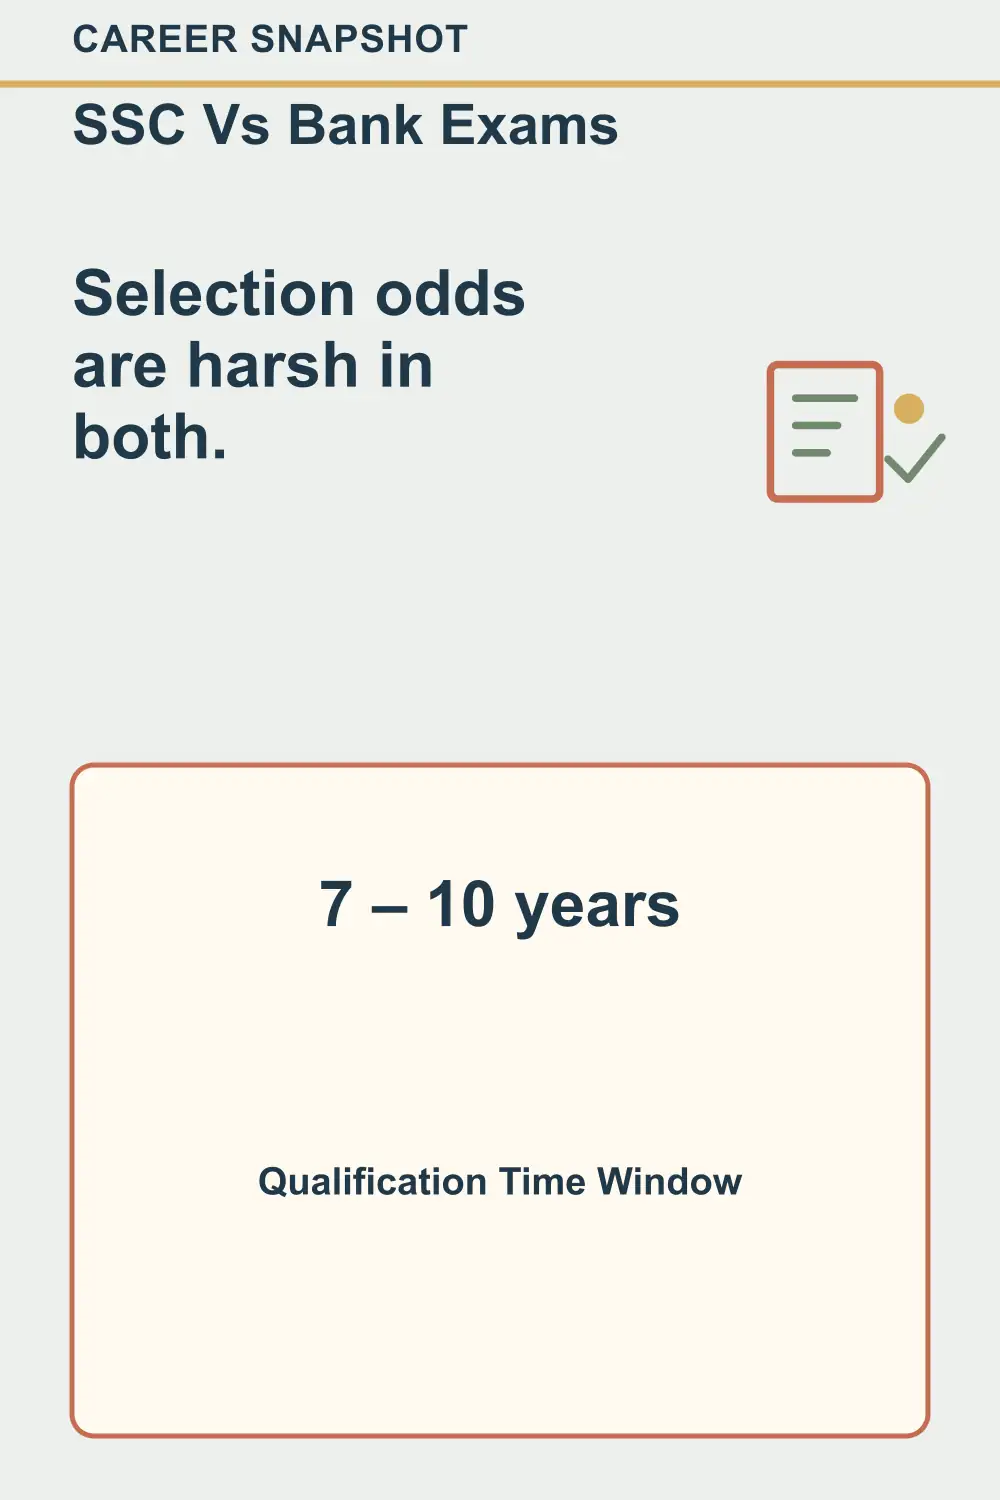 CAREER SNAPSHOT
SSC Vs Bank Exams
Selection odds
are harsh in
both.
7 – 10 years
Qualification Time Window